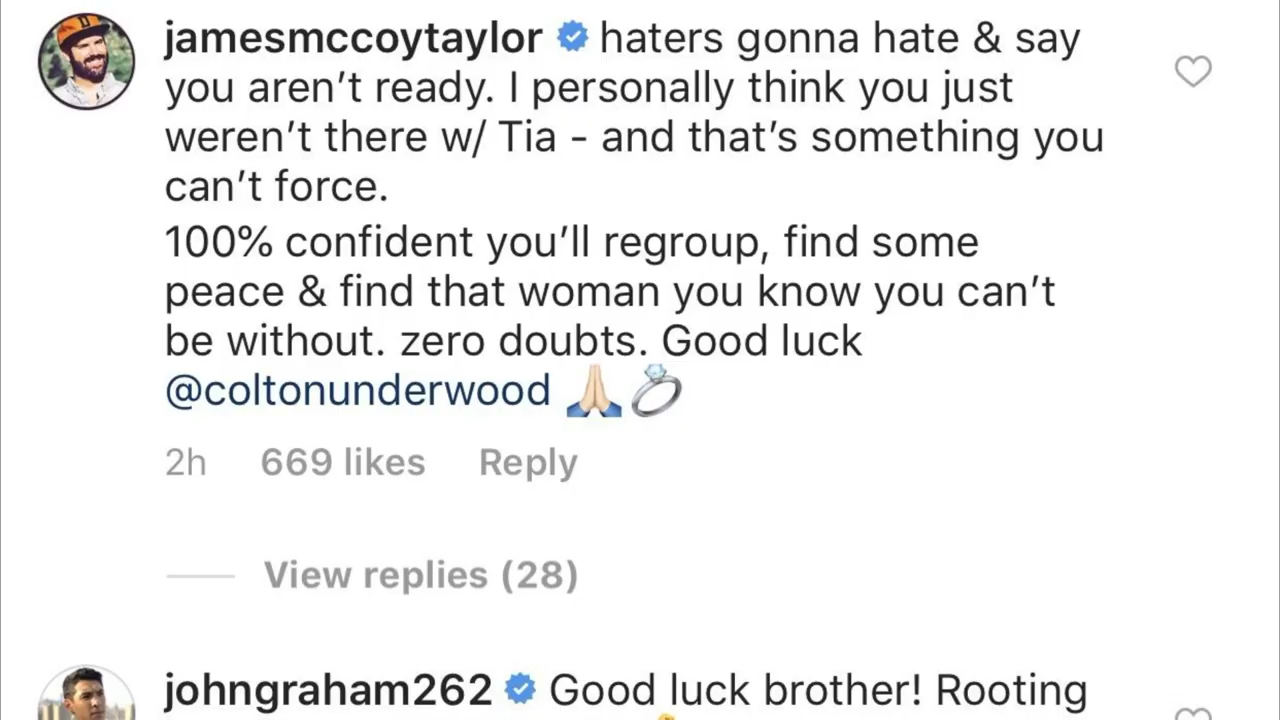 jamesmccoytaylor haters gonna hate & say
you aren’t ready. I personally think you just
weren’t there w/ Tia - and that’s something you
can’t force.
100% confident you’ll regroup, find some
peace & find that woman you know you can’t
be without. zero doubts. Good luck
@coltonunderwood 🙏🏼💍
2h 669 likes Reply
View replies (28)
johngraham262 Good luck brother! Rooting